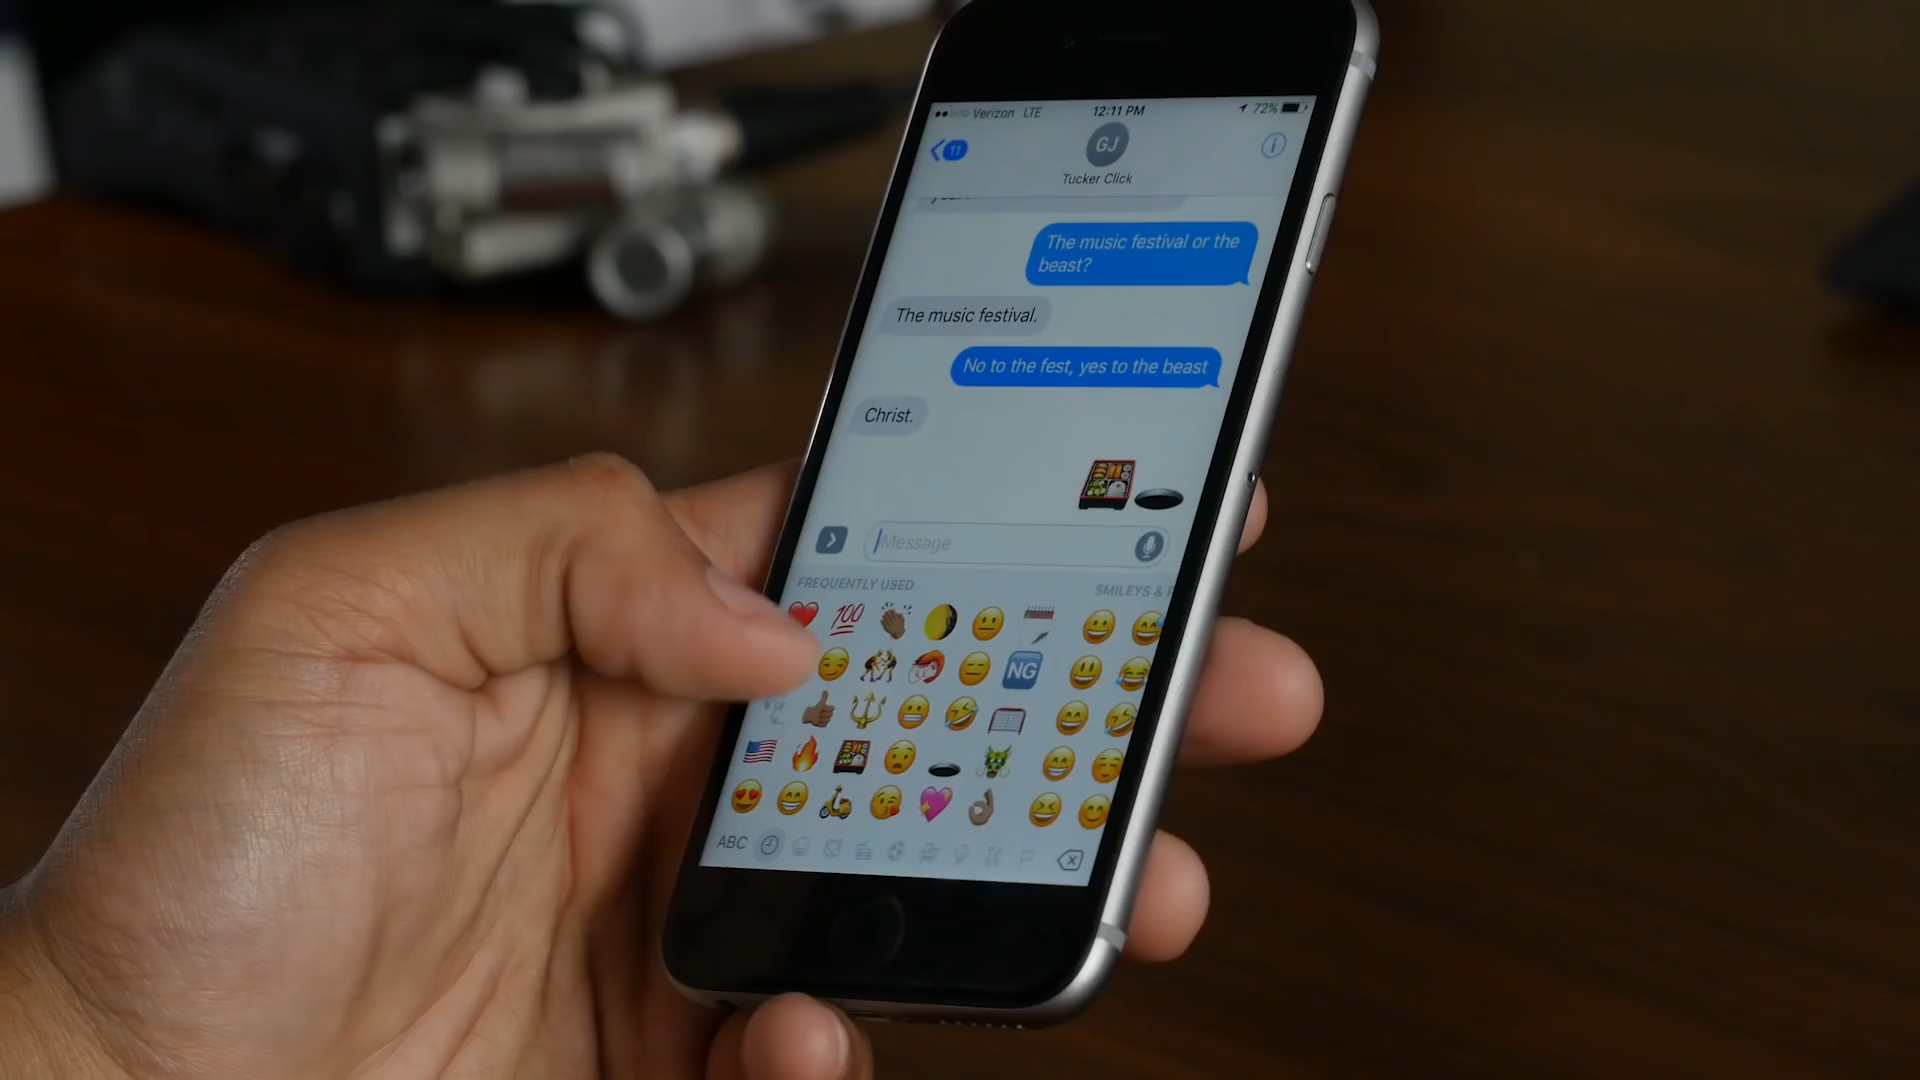 Verizon LTE 12:11 PM 72%
11
GJ
Tucker Click
The music festival or the
beast?
The music festival.
No to the fest, yes to the beast
Christ.
Message
FREQUENTLY USED
SMILEYS &
100
NG
ABC